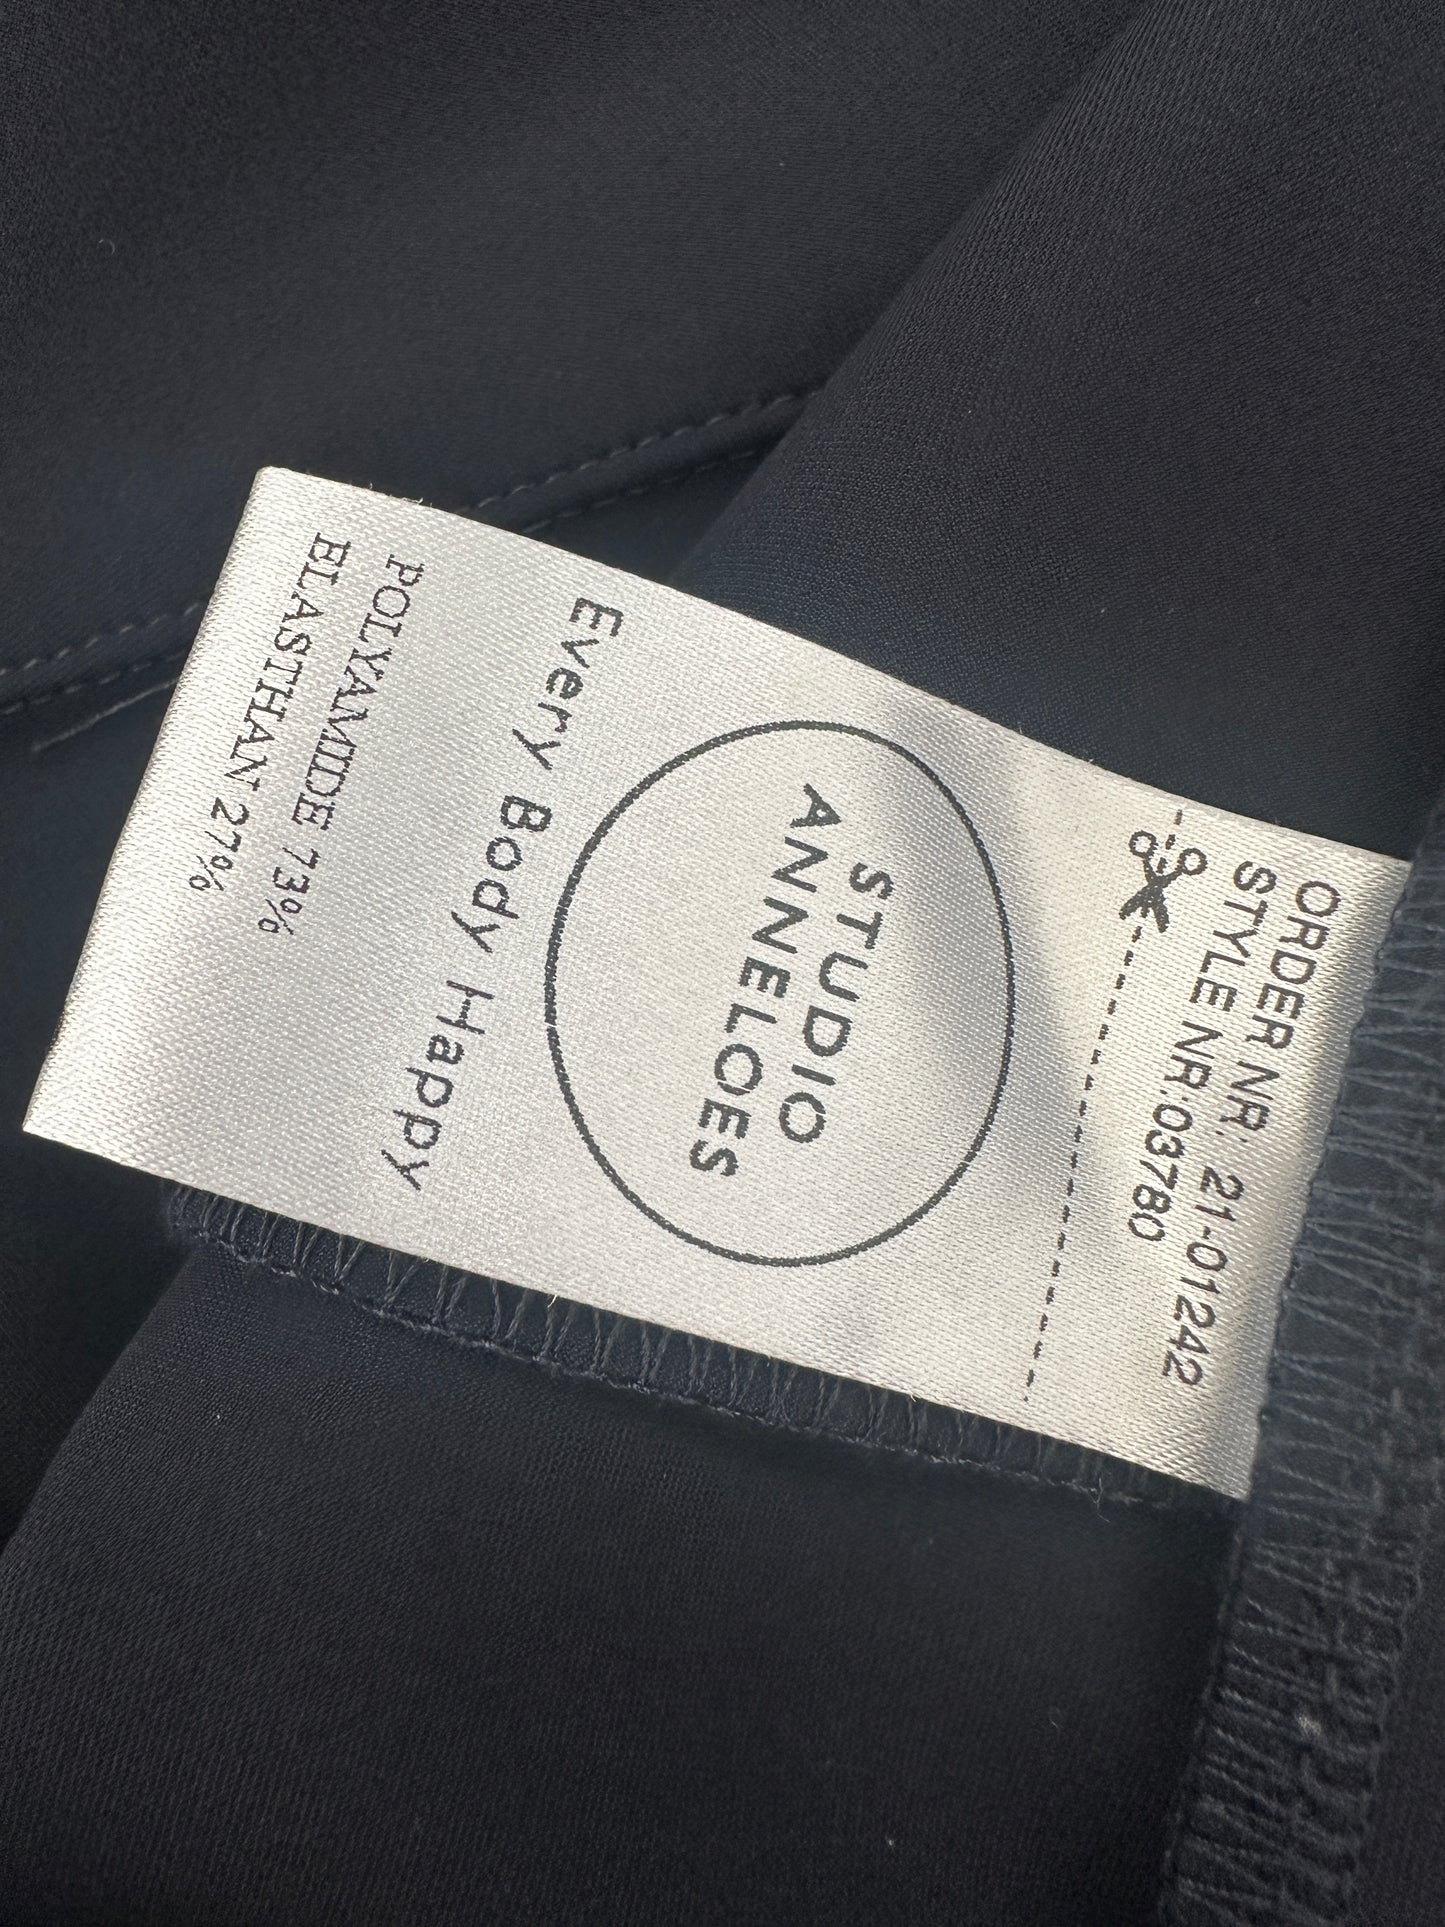 ORDER NR: 21-01242
STYLE NR:03780
STUDIO
ANNELOES
Every Body Happy
POLYAMIDE 73%
ELASTHAN 27%